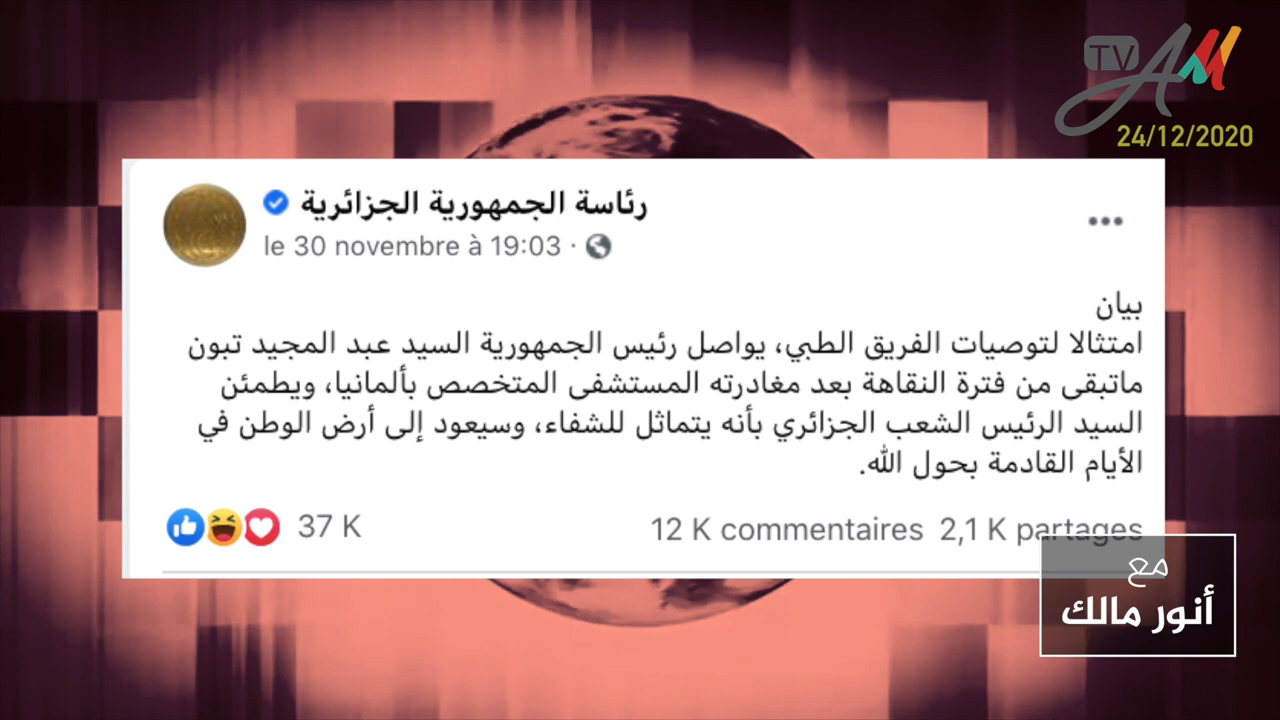 TV AM
24/12/2020
رئاسة الجمهورية الجزائرية
le 30 novembre à 19:03 ·
بيان
امتثالا لتوصيات الفريق الطبي، يواصل رئيس الجمهورية السيد عبد المجيد تبون
ماتبقى من فترة النقاهة بعد مغادرته المستشفى المتخصص بألمانيا، ويطمئن
السيد الرئيس الشعب الجزائري بأنه يتماثل للشفاء، وسيعود إلى أرض الوطن في
الأيام القادمة بحول الله.
37 K
12 K commentaires 2,1 K partages
مع
أنور مالك